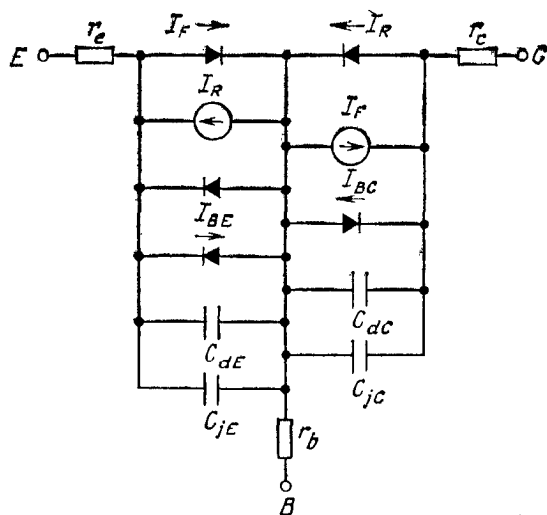 I_F I_R
E r_e r_c G
I_R I_F
I_BC
I_BE
C_dE C_dC
C_jE C_jC
r_b
B